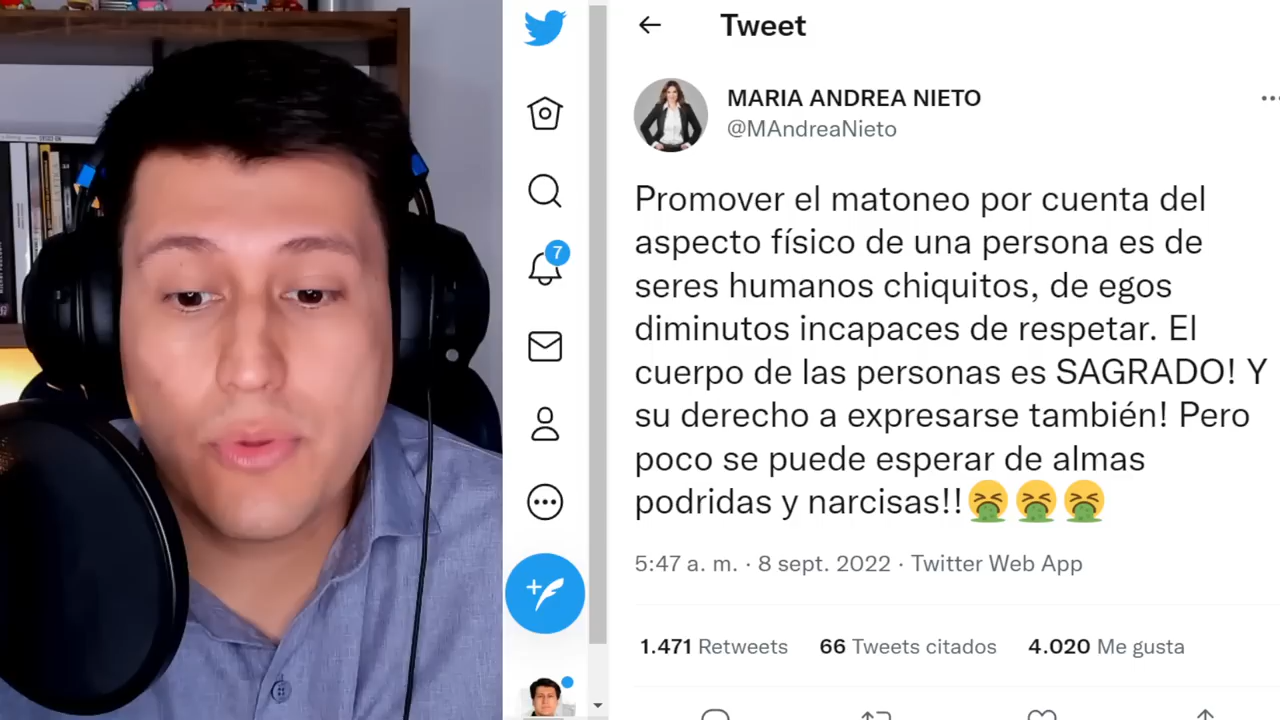 Tweet
MARIA ANDREA NIETO
@MAndreaNieto
7
Promover el matoneo por cuenta del
aspecto físico de una persona es de
seres humanos chiquitos, de egos
diminutos incapaces de respetar. El
cuerpo de las personas es SAGRADO! Y
su derecho a expresarse también! Pero
poco se puede esperar de almas
podridas y narcisas!!🤮🤮🤮
5:47 a. m. · 8 sept. 2022 · Twitter Web App
1.471 Retweets 66 Tweets citados 4.020 Me gusta